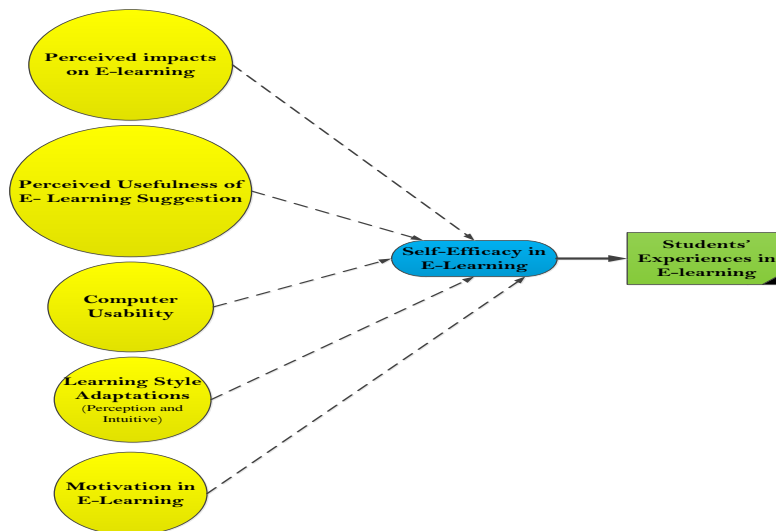 Perceived impacts
on E-learning
Perceived Usefulness of
E- Learning Suggestion
Computer
Usability
Learning Style
Adaptations
(Perception and
Intuitive)
Motivation in
E-Learning
Self-Efficacy in
E-Learning
Students'
Experiences in
E-learning